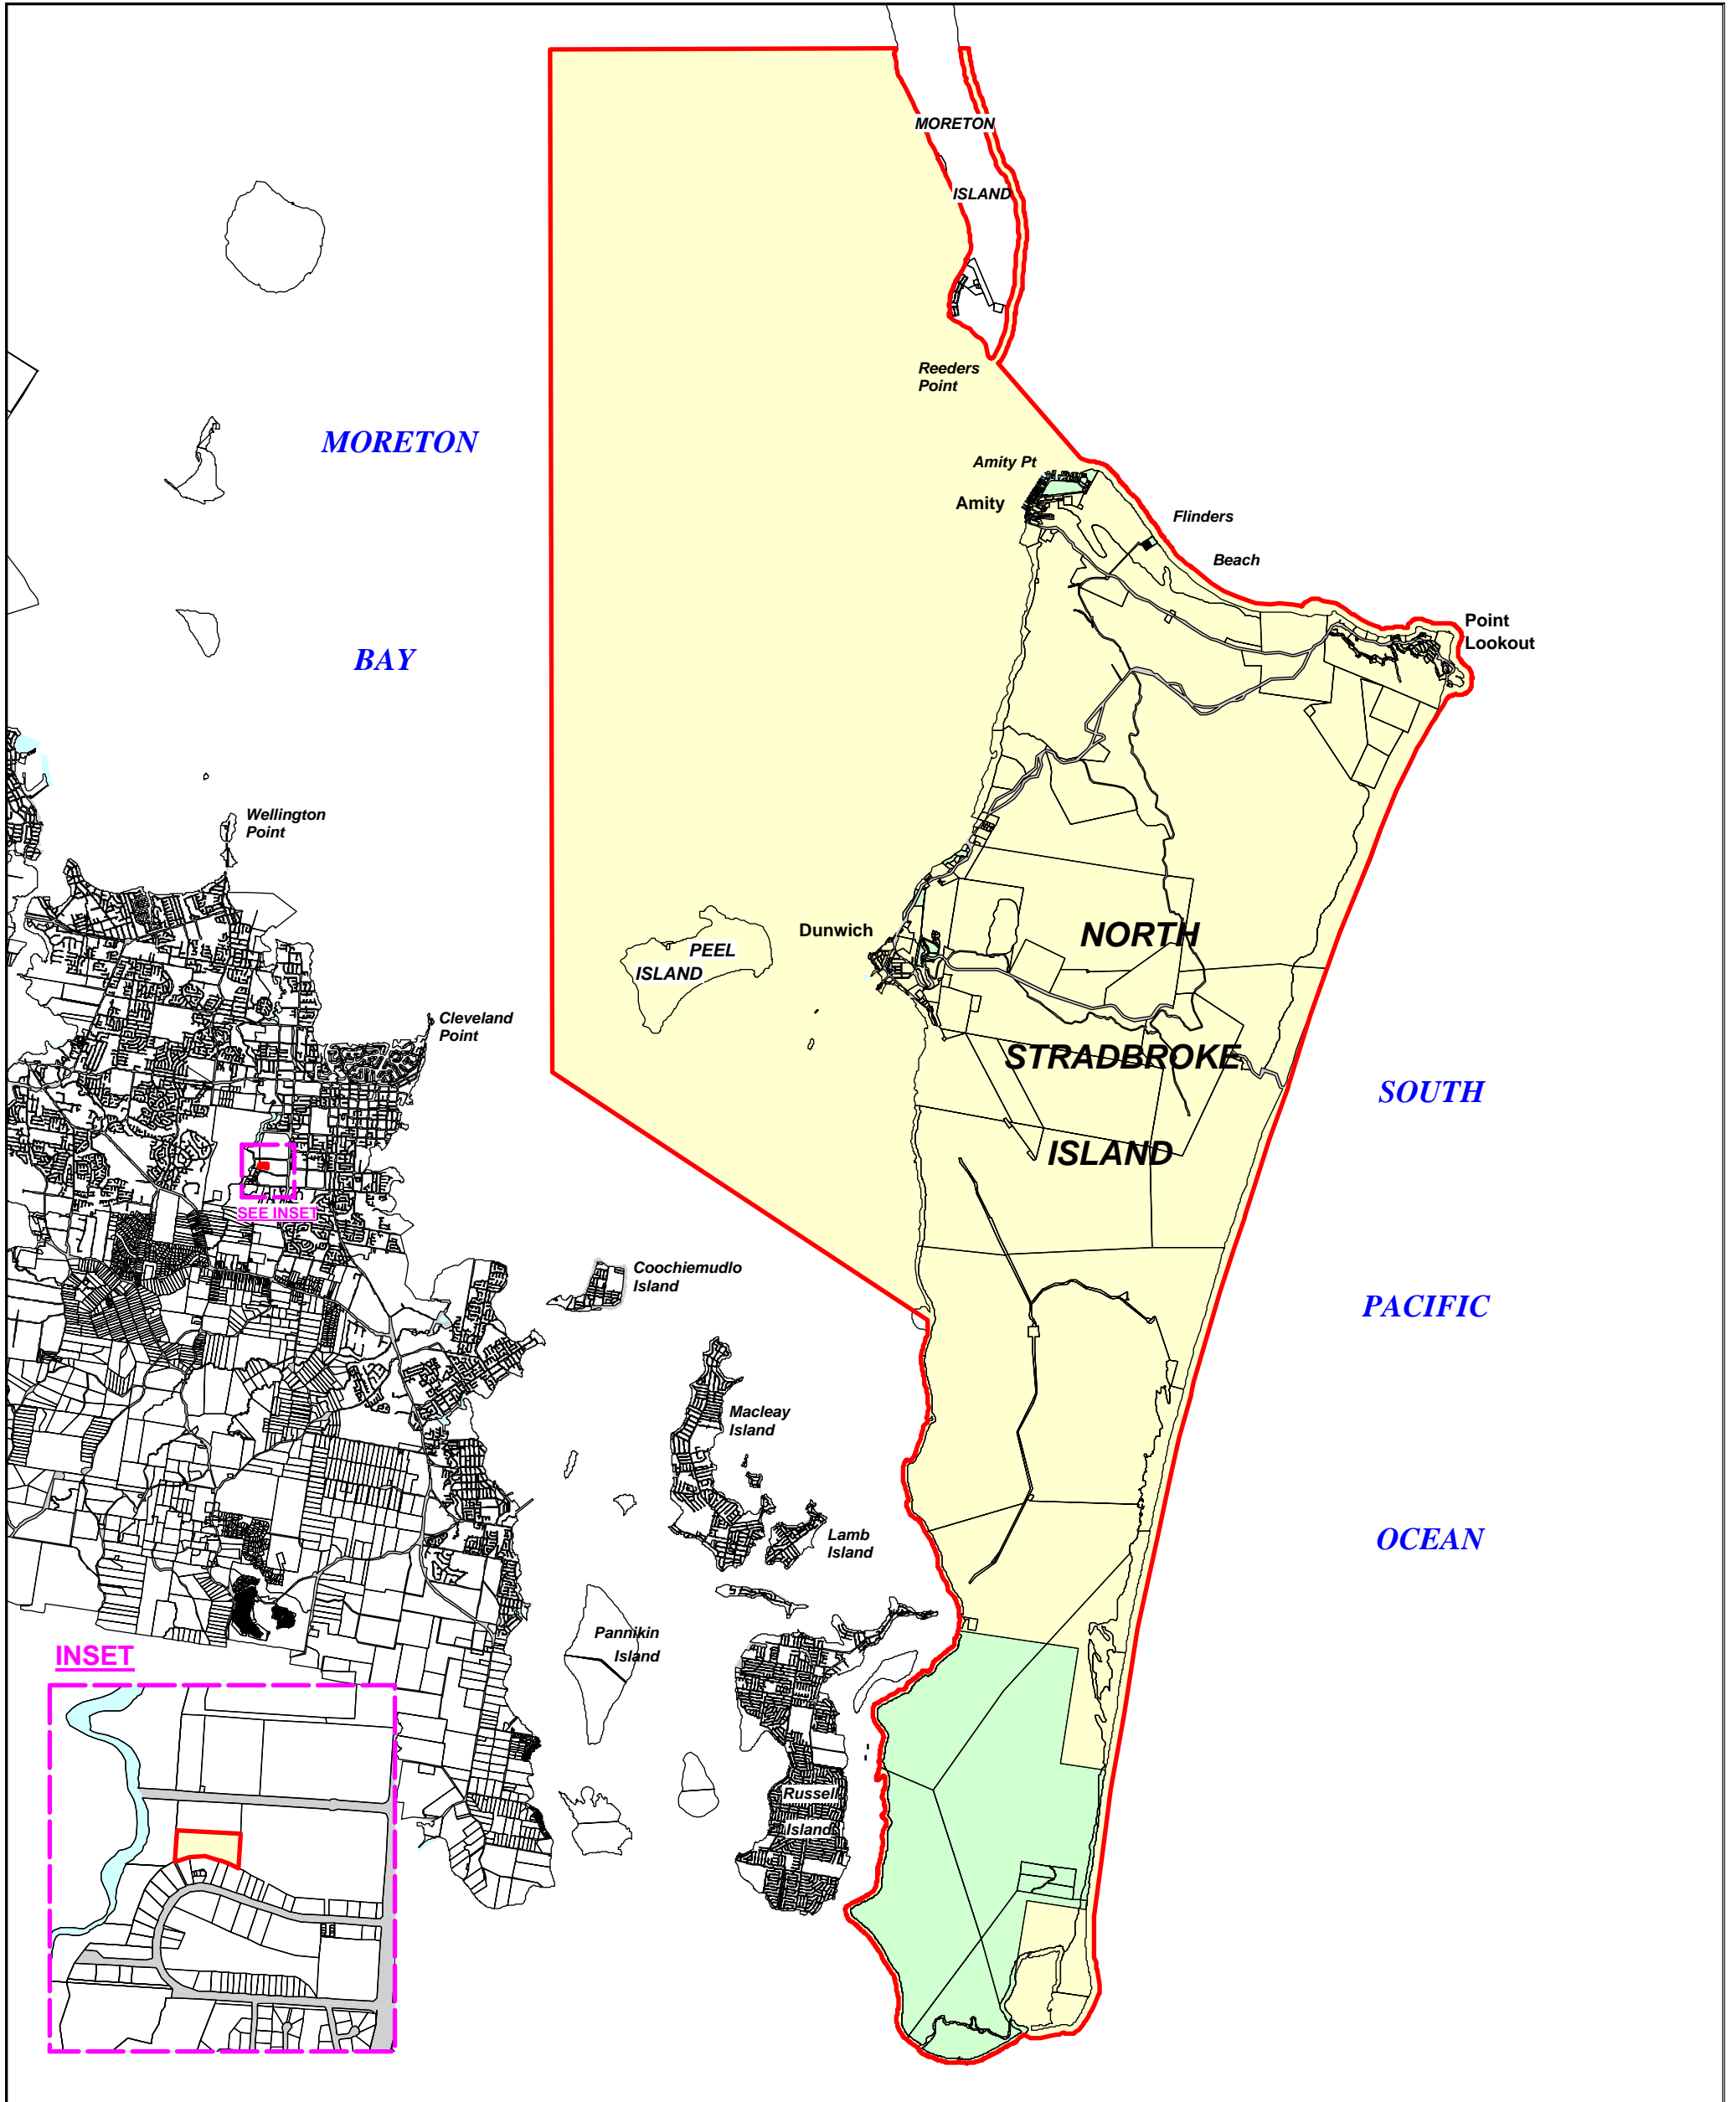 MORETON
ISLAND
Reeders
Point
MORETON
Amity Pt
Amity
Flinders
Beach
Point
Lookout
BAY
Wellington
Point
Dunwich
NORTH
PEEL
ISLAND
Cleveland
Point
STRADBROKE
SOUTH
ISLAND
SEE INSET
Coochiemudlo
Island
PACIFIC
Macleay
Island
Lamb
Island
OCEAN
Pannikin
Island
INSET
Russell
Island